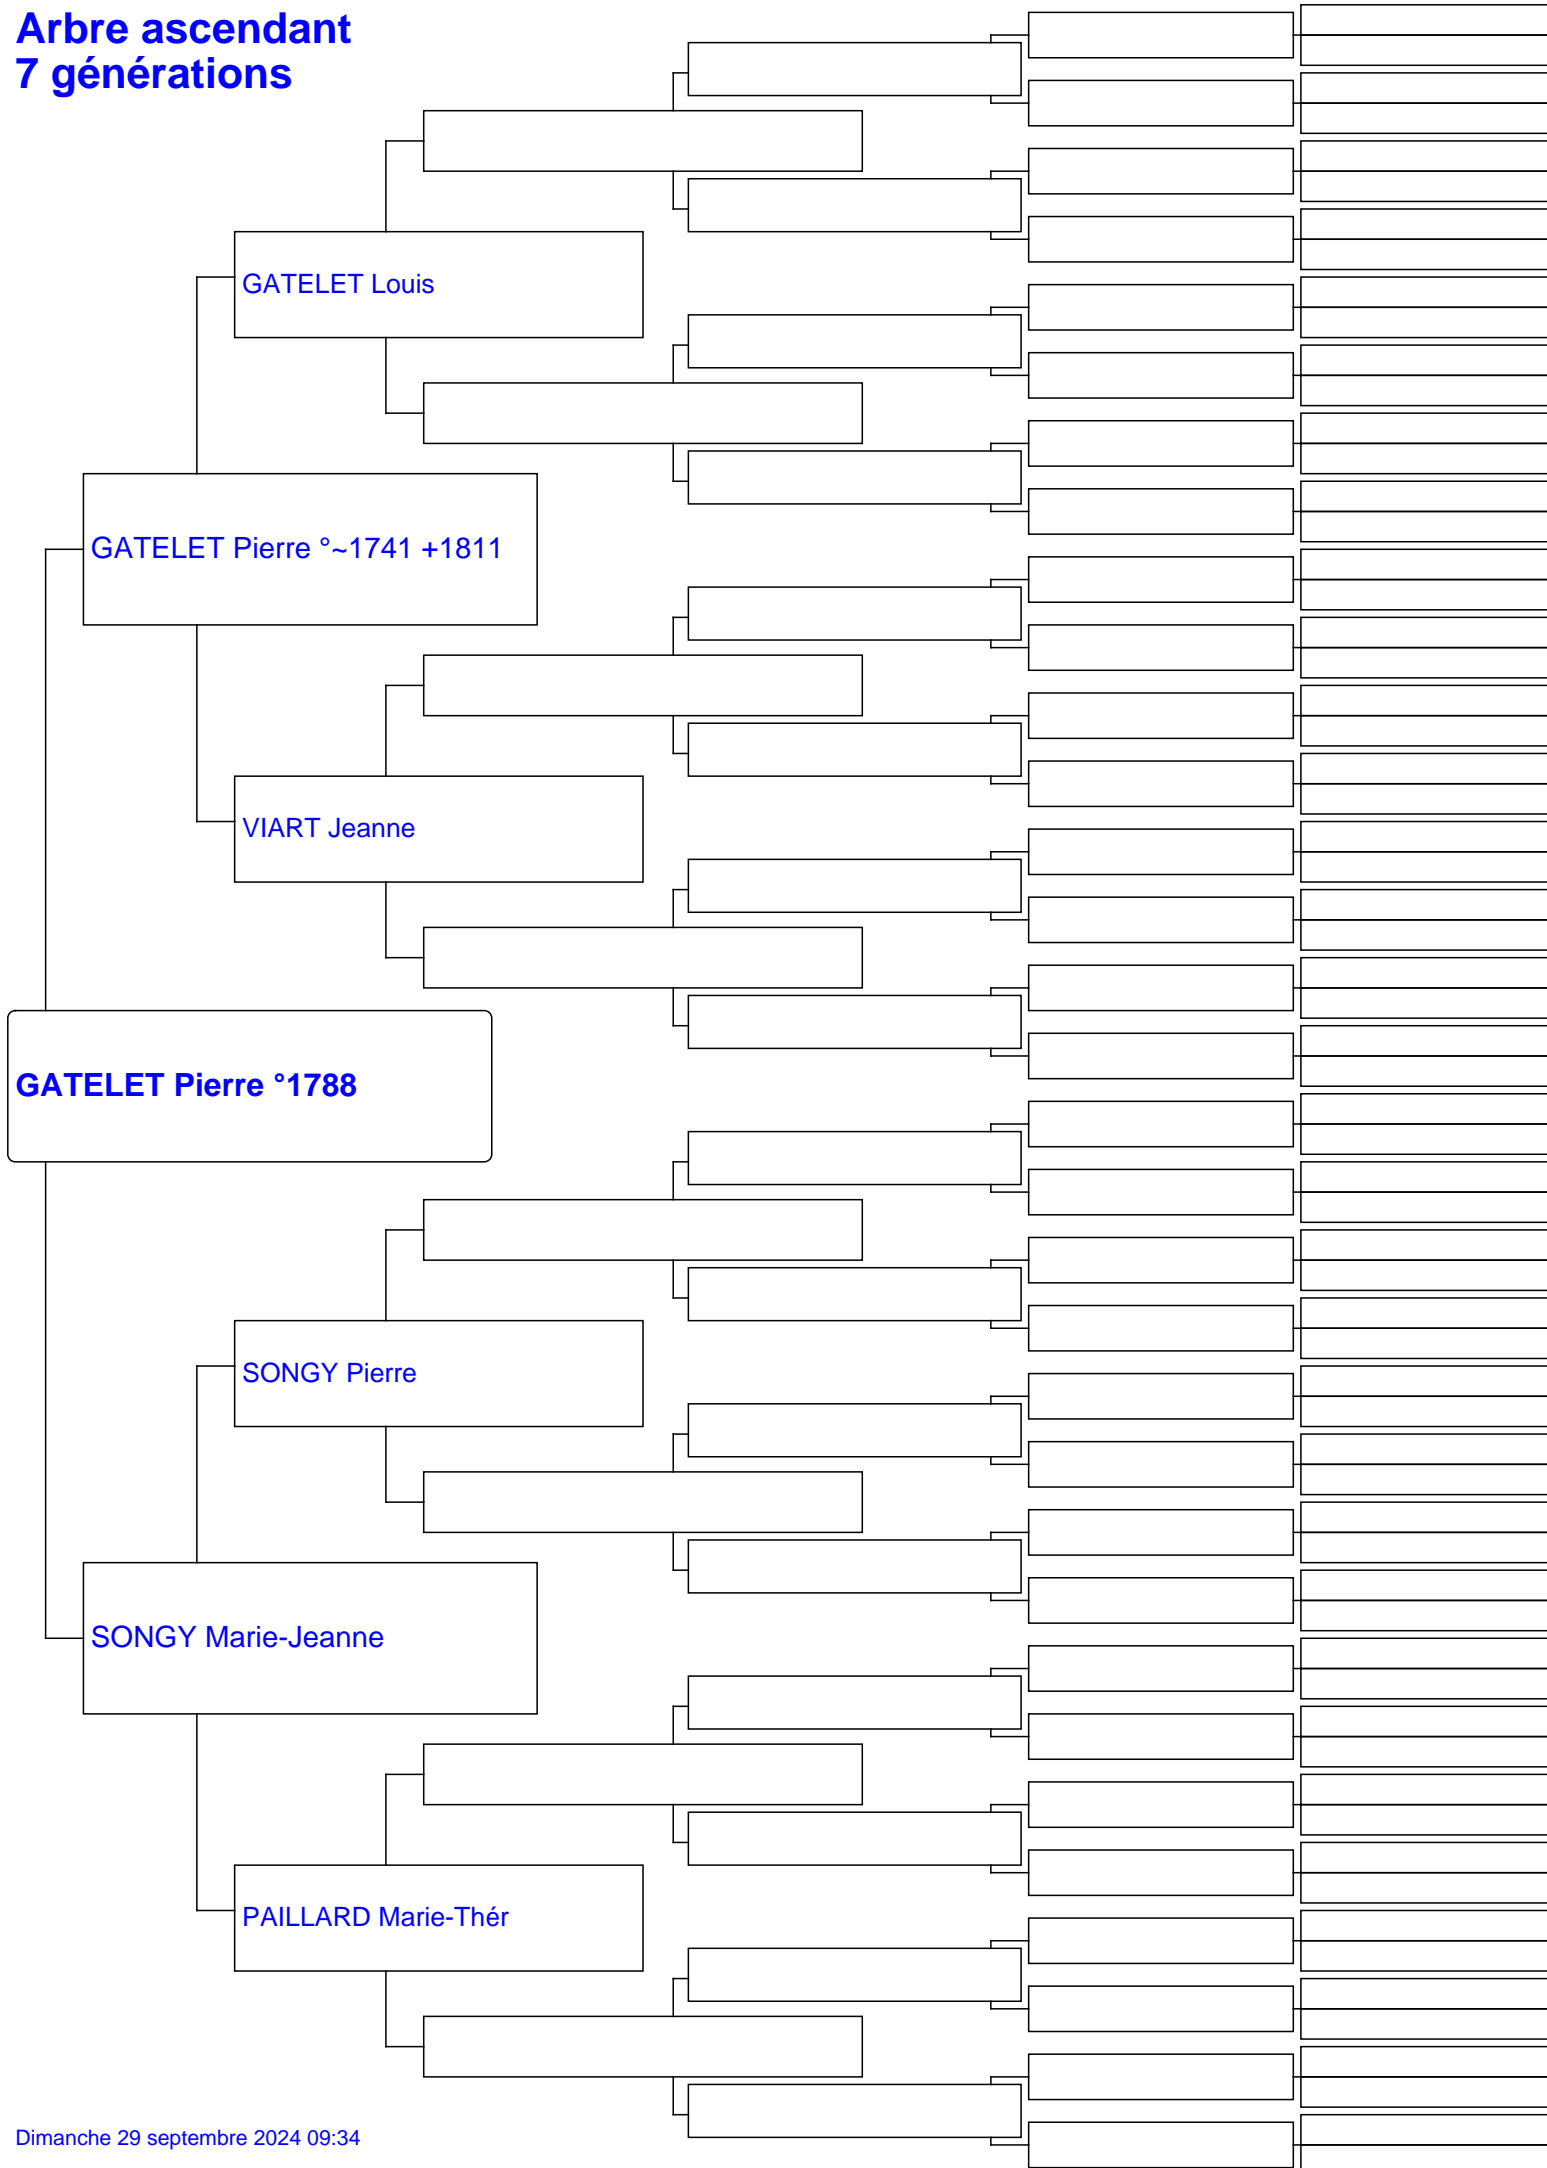 Arbre ascendant
7 générations
GATELET Louis
GATELET Pierre °~1741 +1811
VIART Jeanne
GATELET Pierre °1788
SONGY Pierre
SONGY Marie-Jeanne
PAILLARD Marie-Thér
Dimanche 29 septembre 2024 09:34